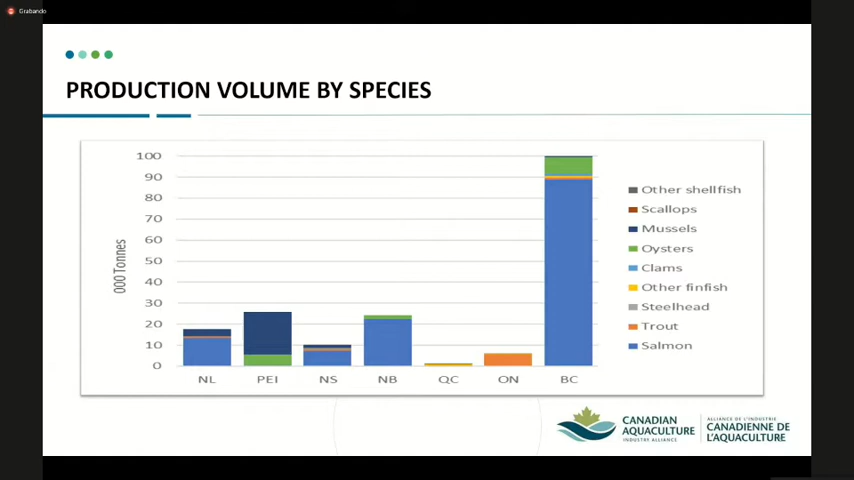 Grabando
PRODUCTION VOLUME BY SPECIES
100
90
80
70
60
50
40
30
20
10
0
000 Tonnes
NL PEI NS NB QC ON BC
Other shellfish
Scallops
Mussels
Oysters
Clams
Other finfish
Steelhead
Trout
Salmon
CANADIAN
AQUACULTURE
INDUSTRY ALLIANCE
ALLIANCE DE L'INDUSTRIE
CANADIENNE DE
L'AQUACULTURE